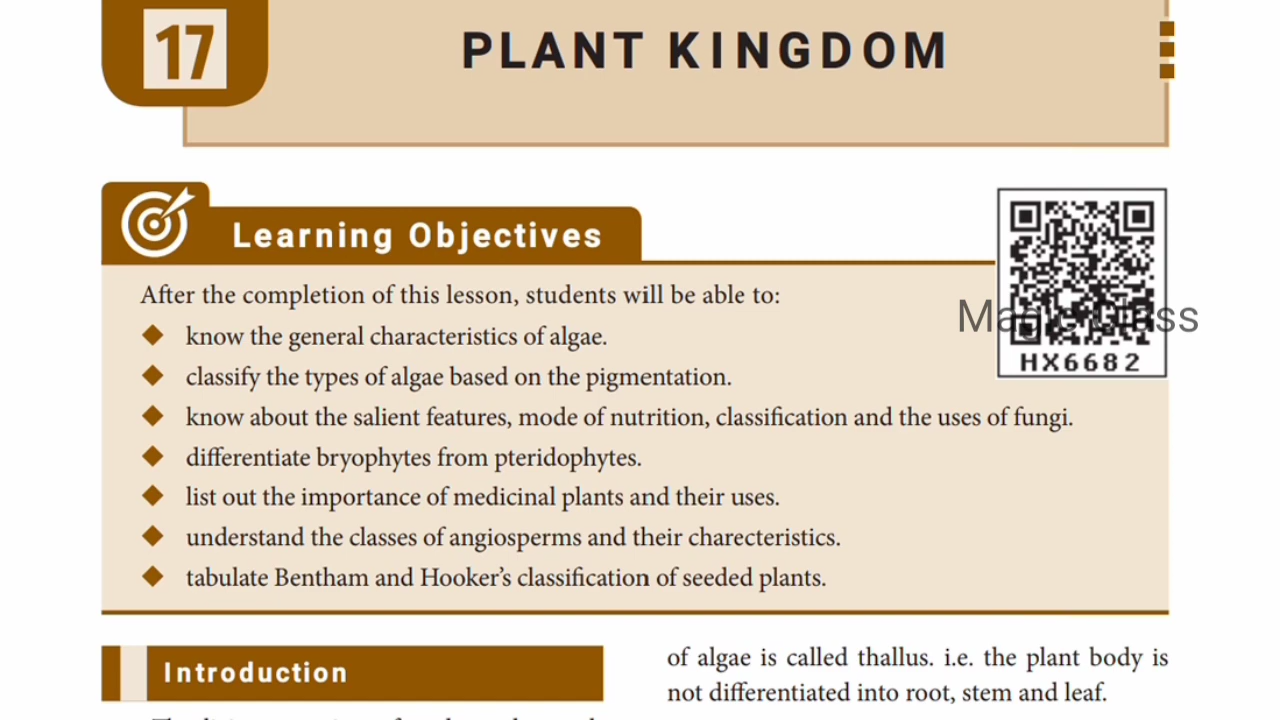 17
PLANT KINGDOM
Learning Objectives
After the completion of this lesson, students will be able to:
know the general characteristics of algae.
classify the types of algae based on the pigmentation.
know about the salient features, mode of nutrition, classification and the uses of fungi.
differentiate bryophytes from pteridophytes.
list out the importance of medicinal plants and their uses.
understand the classes of angiosperms and their charecteristics.
tabulate Bentham and Hooker's classification of seeded plants.
HX6682
Introduction
of algae is called thallus. i.e. the plant body is
not differentiated into root, stem and leaf.